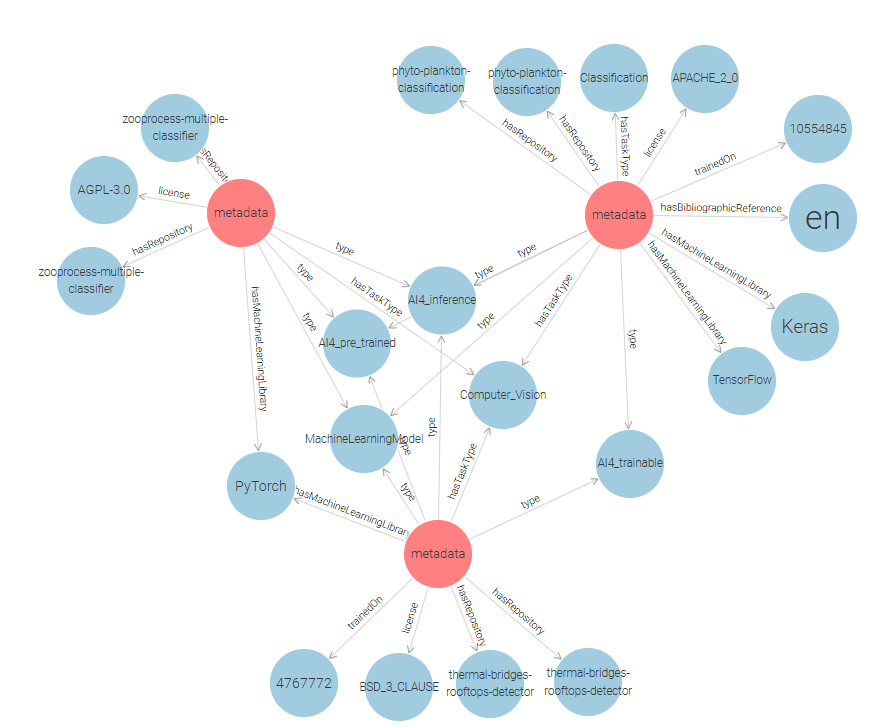 phyto-plankton-
classification
phyto-plankton-
classification
Classification
APACHE_2_0
10554845
en
Keras
TensorFlow
metadata
hasRepository
hasRepository
hasTaskType
license
trainedOn
hasBibliographicReference
hasMachineLearningLibrary
hasMachineLearningLibrary
type
type
type
hasTaskType
type
zooprocess-multiple-
classifier
AGPL-3.0
zooprocess-multiple-
classifier
metadata
sRepository
license
hasRepository
hasMachineLearningLibrary
type
type
type
hasTaskType
AI4_inference
AI4_pre_trained
Computer_Vision
MachineLearningModel
AI4_trainable
PyTorch
type
type
type
hasTaskType
type
hasMachineLearningLibrary
metadata
trainedOn
license
hasRepository
hasRepository
4767772
BSD_3_CLAUSE
thermal-bridges-
rooftops-detector
thermal-bridges-
rooftops-detector